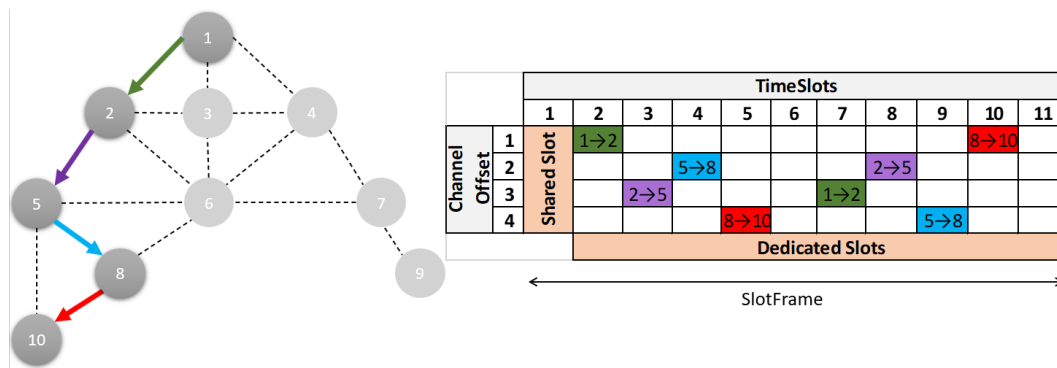 1
2
3
4
5
6
7
8
9
10
TimeSlots
1 2 3 4 5 6 7 8 9 10 11
Channel
Offset
1
2
3
4
Shared Slot
1→2 8→10
5→8 2→5
2→5 1→2
8→10 5→8
Dedicated Slots
SlotFrame